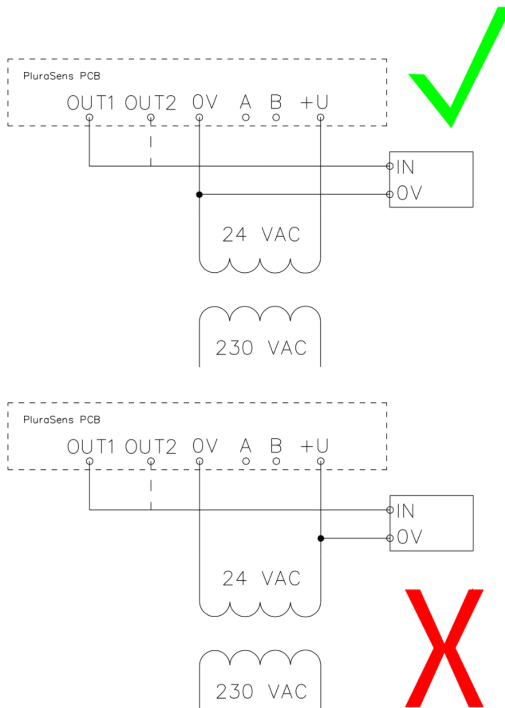 PluraSens PCB
OUT1 OUT2 0V A B +U
IN
0V
24 VAC
230 VAC
PluraSens PCB
OUT1 OUT2 0V A B +U
IN
0V
24 VAC
230 VAC